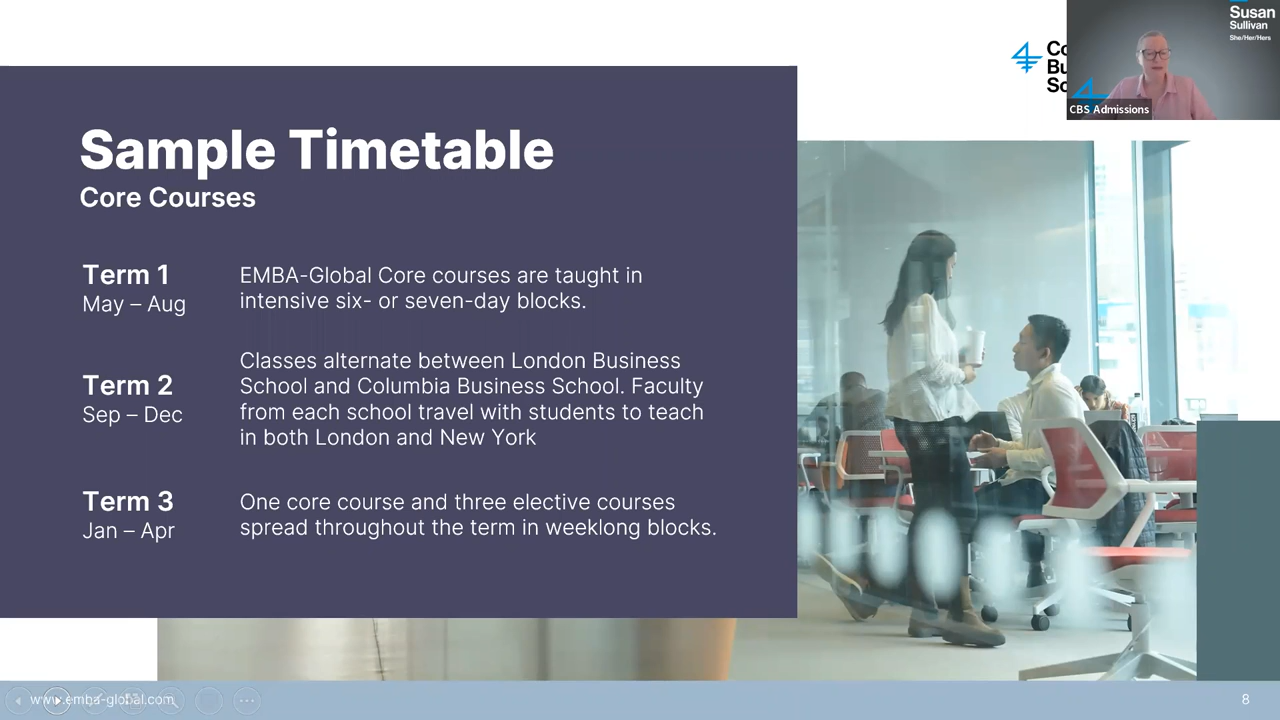 Susan
Sullivan
She/Her/Hers
Co
Bu
Sc
CBS Admissions
Sample Timetable
Core Courses
Term 1
May – Aug
EMBA-Global Core courses are taught in
intensive six- or seven-day blocks.
Term 2
Sep – Dec
Classes alternate between London Business
School and Columbia Business School. Faculty
from each school travel with students to teach
in both London and New York
Term 3
Jan – Apr
One core course and three elective courses
spread throughout the term in weeklong blocks.
www.emba-global.com
8